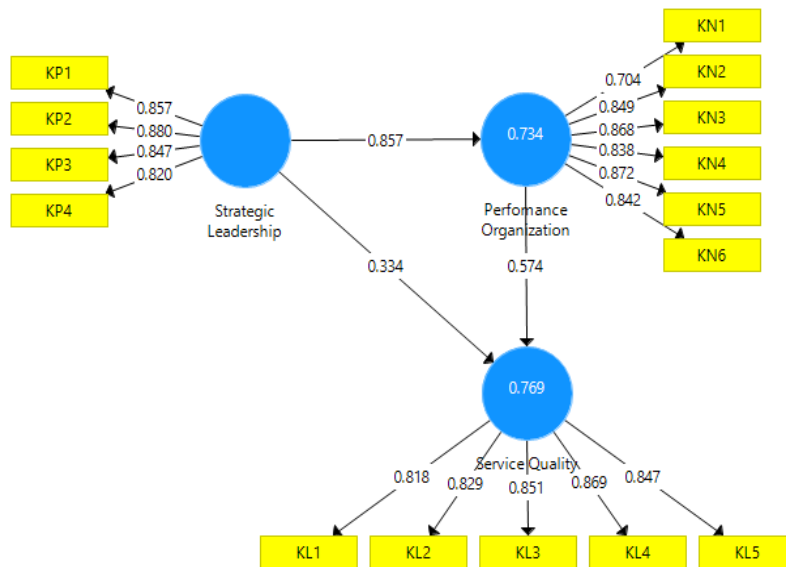 KP1
KP2
KP3
KP4
0.857
0.880
0.847
0.820
Strategic
Leadership
0.857
0.334
0.734
Perfomance
Organization
0.574
0.704
0.849
0.868
0.838
0.872
0.842
KN1
KN2
KN3
KN4
KN5
KN6
0.769
Service Quality
0.818
0.829
0.851
0.869
0.847
KL1
KL2
KL3
KL4
KL5